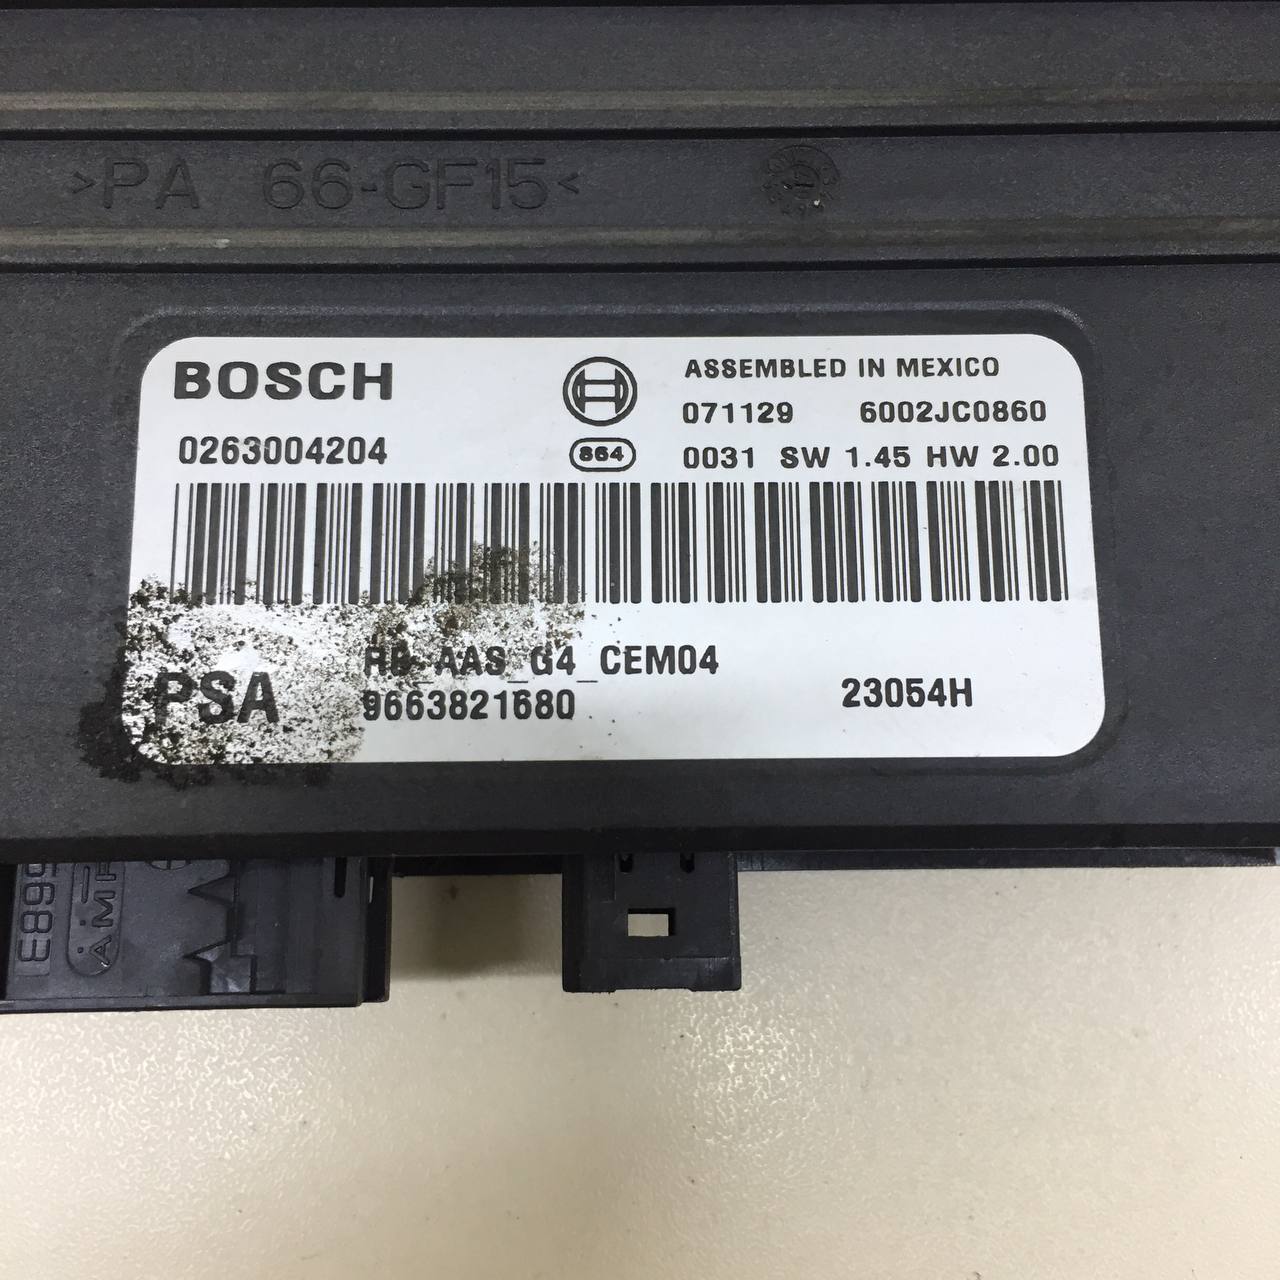 >PA 66-GF15<
BOSCH
ASSEMBLED IN MEXICO
071129 6002JC0860
0263004204
864
0031 SW 1.45 HW 2.00
RB_AAS_G4_CEM04
PSA
9663821680
23054H